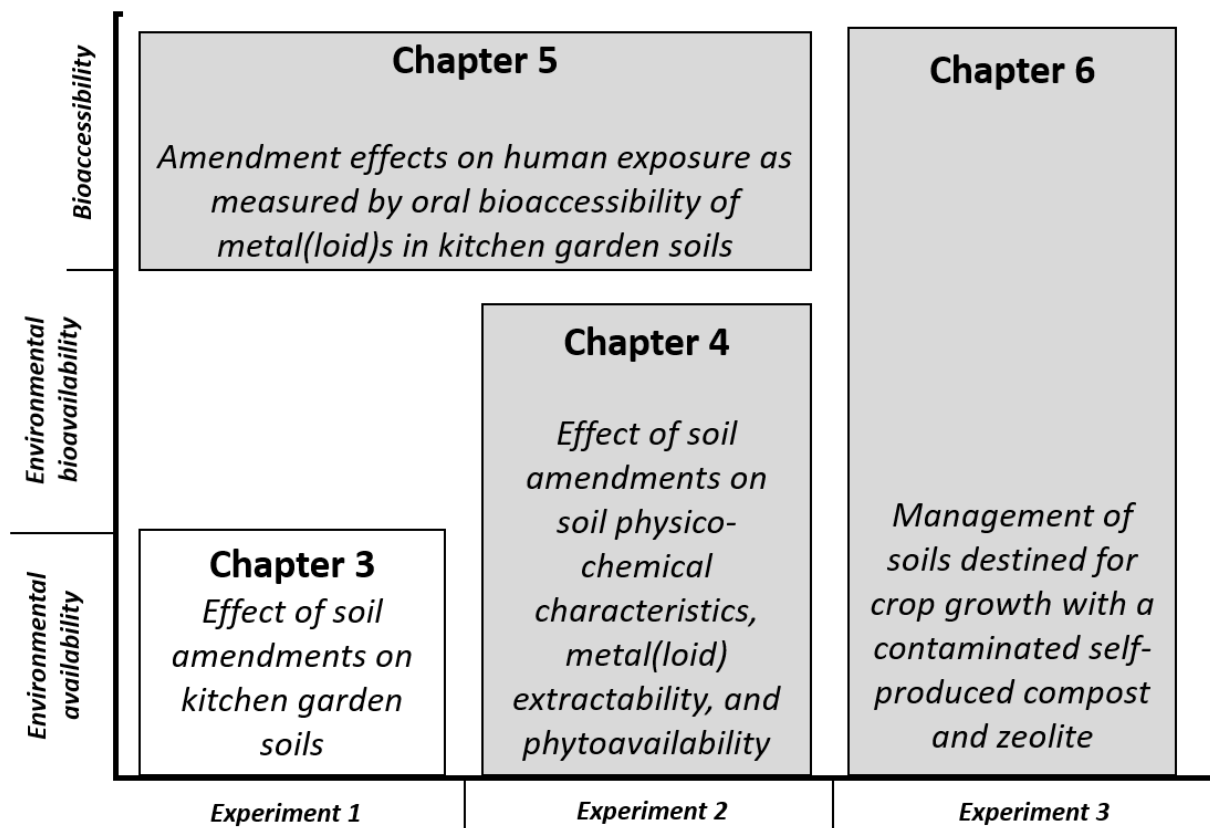 Bioaccessibility
Environmental
bioavailability
Environmental
availability
Chapter 5
Amendment effects on human exposure as
measured by oral bioaccessibility of
metal(loid)s in kitchen garden soils
Chapter 6
Management of
soils destined for
crop growth with a
contaminated self-
produced compost
and zeolite
Chapter 4
Effect of soil
amendments on
soil physico-
chemical
characteristics,
metal(loid)
extractability, and
phytoavailability
Chapter 3
Effect of soil
amendments on
kitchen garden
soils
Experiment 1
Experiment 2
Experiment 3